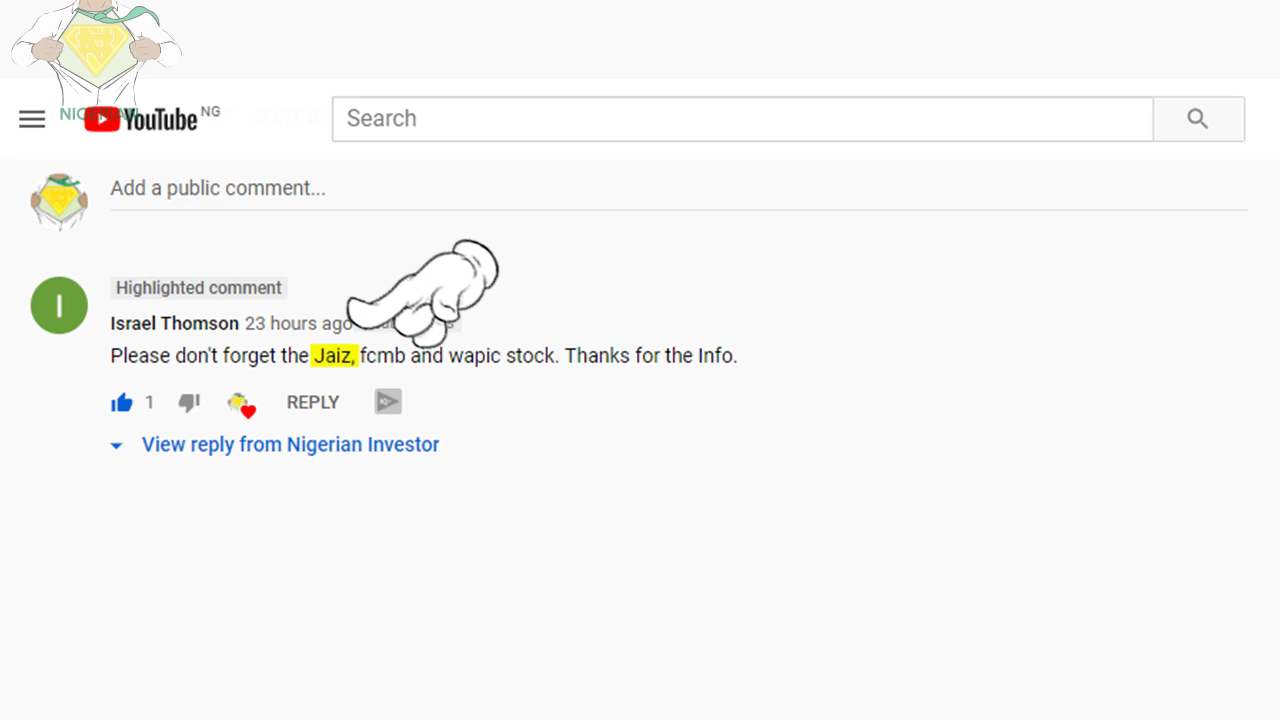 NIGERIAN
YouTube NG
Search
Add a public comment...
I
Highlighted comment
Israel Thomson 23 hours ago
Please don't forget the Jaiz, fcmb and wapic stock. Thanks for the Info.
1
REPLY
View reply from Nigerian Investor